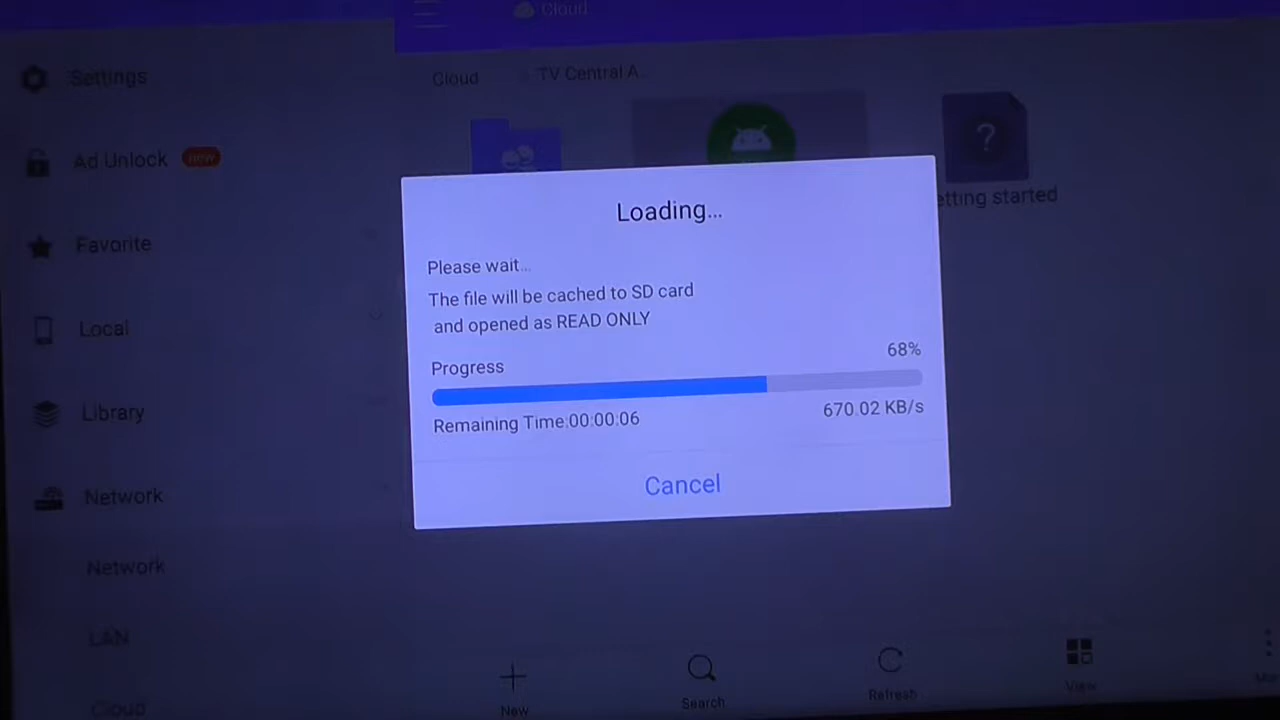 Cloud
Settings
Ad Unlock new
Favorite
Local
Library
Network
Network
LAN
Cloud
Cloud TV Central A...
?
etting started
Loading...
Please wait...
The file will be cached to SD card
and opened as READ ONLY
Progress 68%
Remaining Time:00:00:06 670.02 KB/s
Cancel
New
Search
Refresh
View